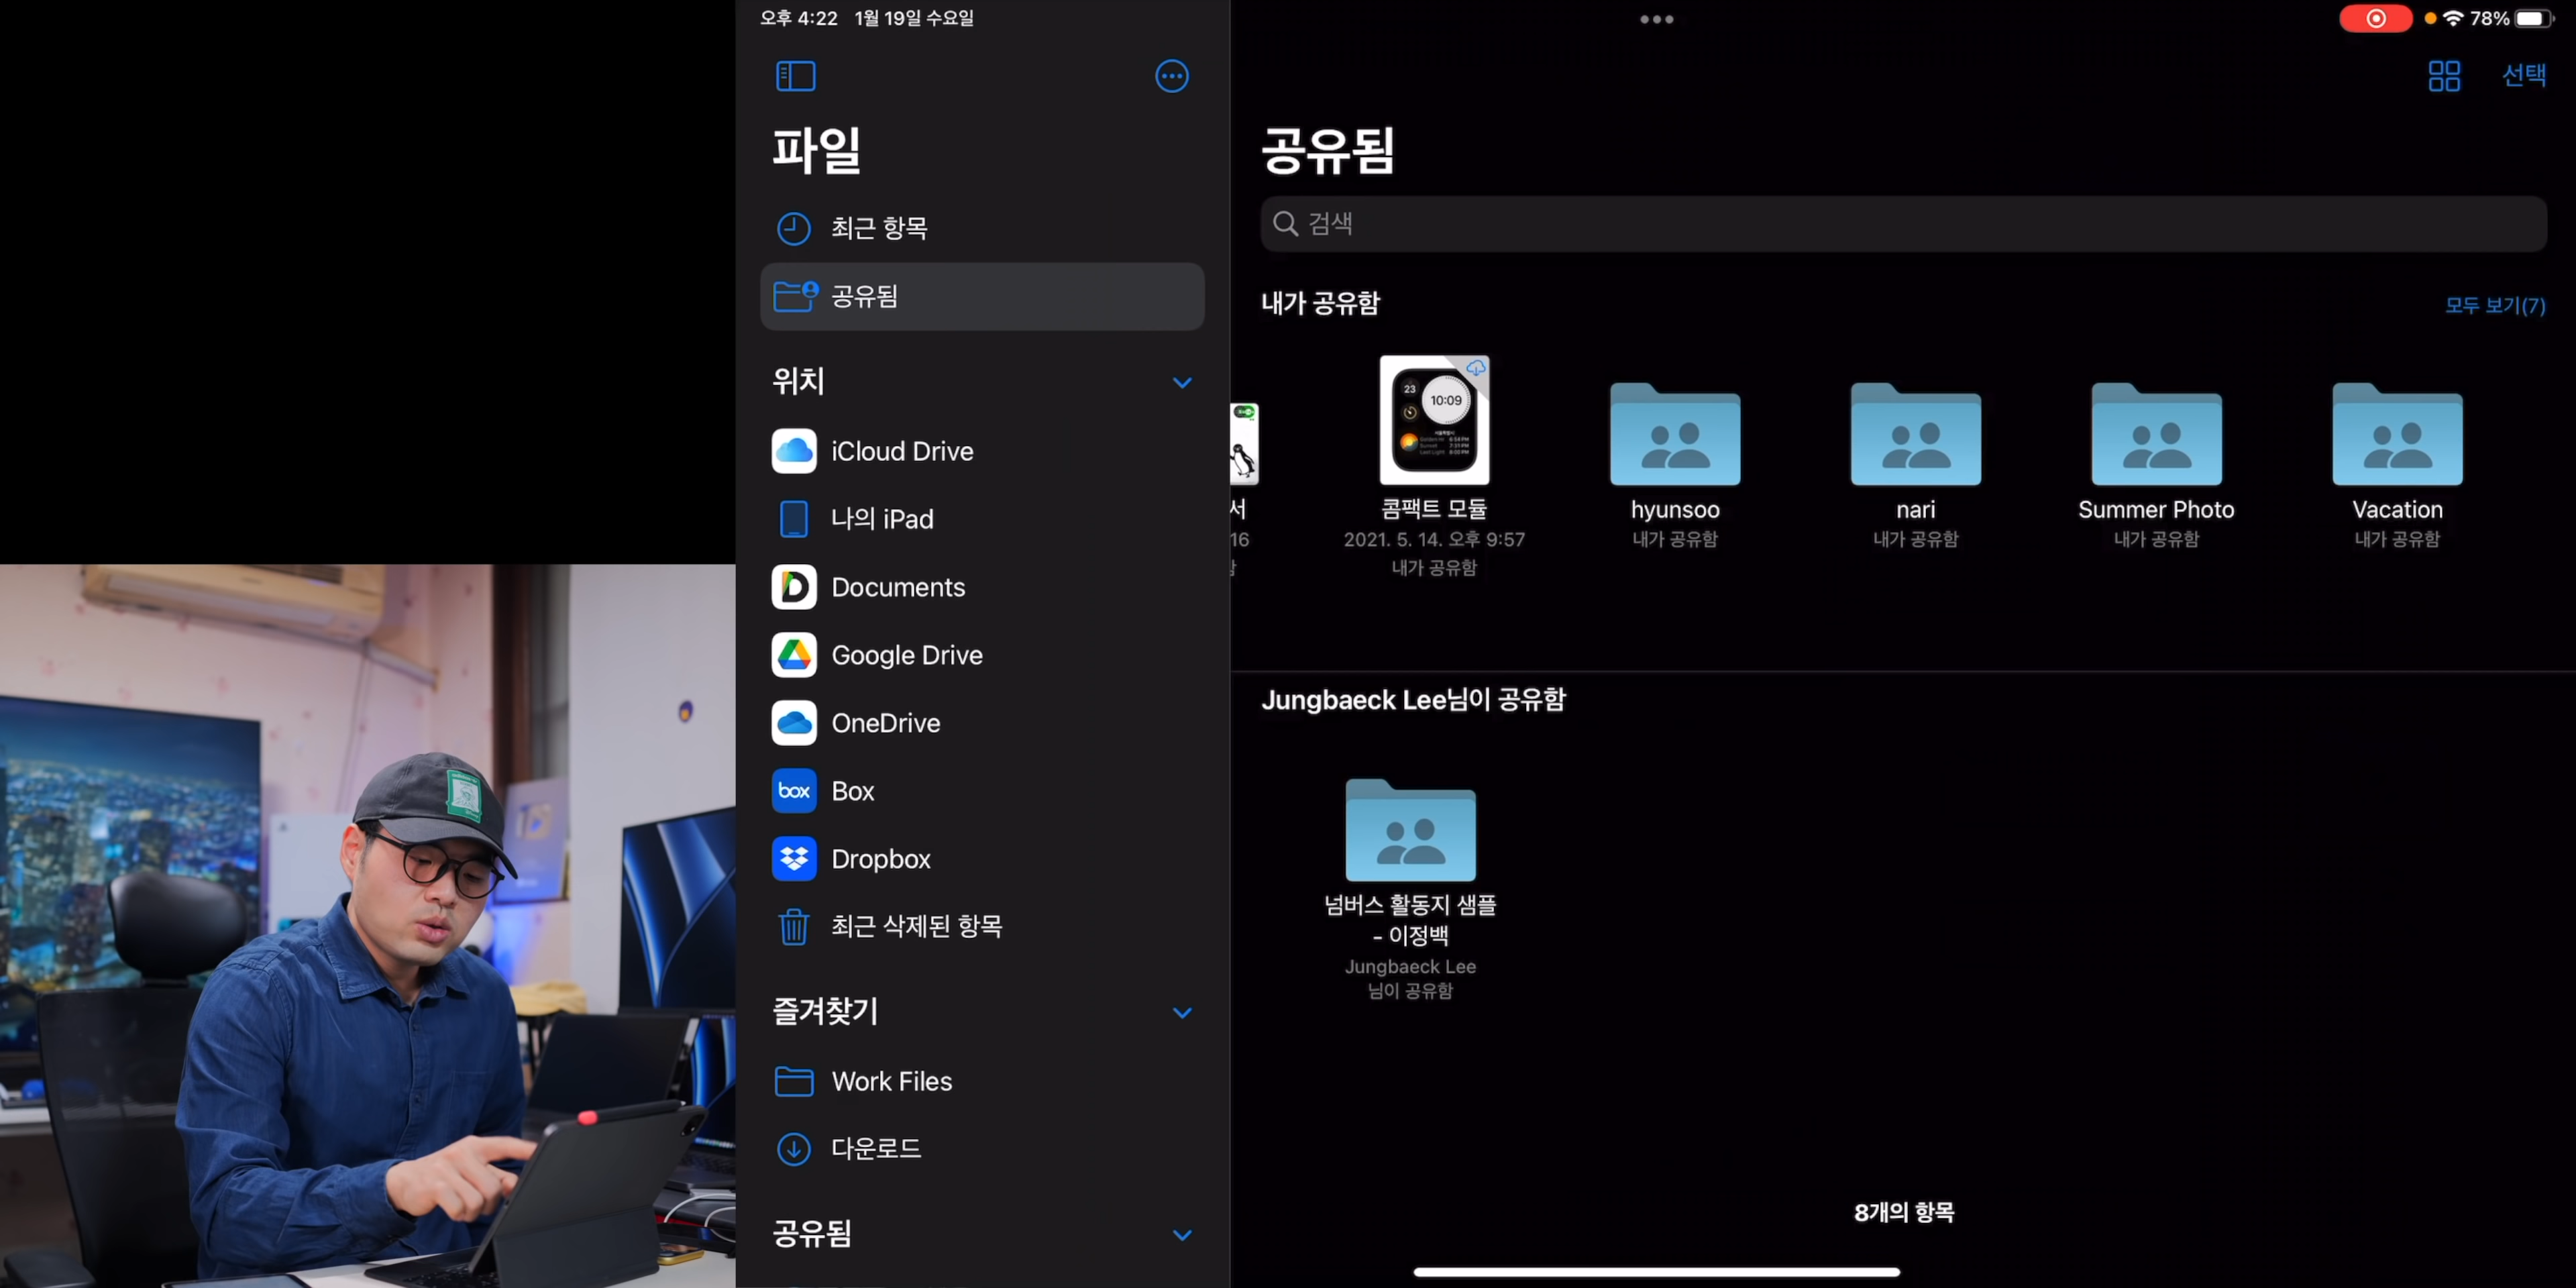 오후 4:22 1월 19일 수요일
78%
파일
최근 항목
공유됨
위치
iCloud Drive
나의 iPad
Documents
Google Drive
OneDrive
box Box
Dropbox
최근 삭제된 항목
즐겨찾기
Work Files
다운로드
공유됨
선택
공유됨
검색
내가 공유함
모두 보기(7)
23
10:09
서
16
콤팩트 모듈
2021. 5. 14. 오후 9:57
내가 공유함
hyunsoo
내가 공유함
nari
내가 공유함
Summer Photo
내가 공유함
Vacation
내가 공유함
Jungbaeck Lee님이 공유함
넘버스 활동지 샘플
- 이정백
Jungbaeck Lee
님이 공유함
8개의 항목